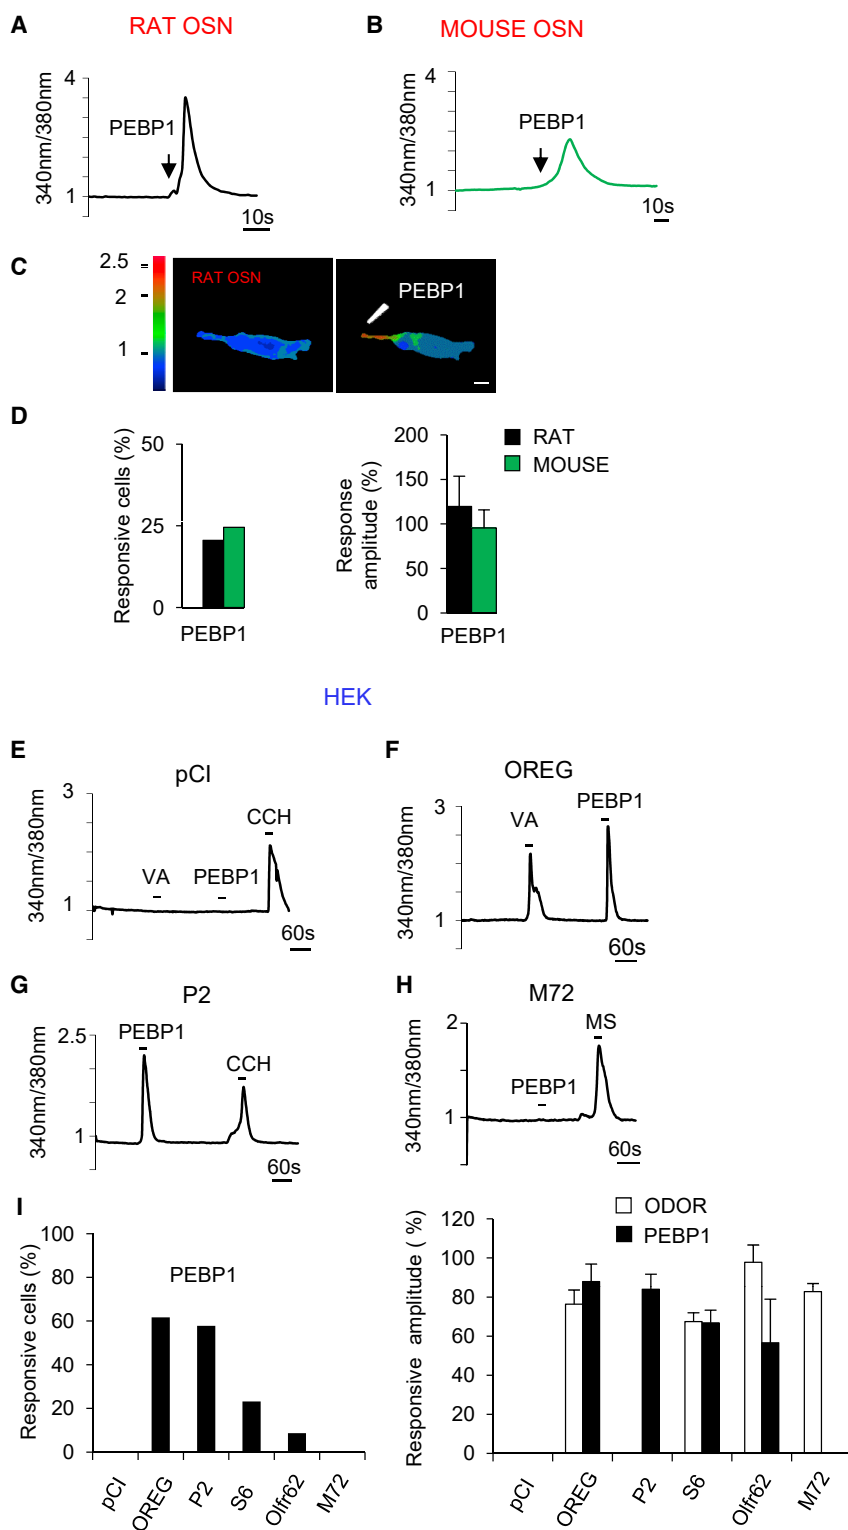 A
RAT OSN
340nm/380nm
4
1
PEBP1
10s
B
MOUSE OSN
340nm/380nm
4
1
PEBP1
10s
C
2.5
2
1
RAT OSN
PEBP1
D
Responsive cells (%)
50
25
0
PEBP1
Response
amplitude (%)
200
150
100
50
0
PEBP1
RAT
MOUSE
HEK
E
pCI
340nm/380nm
3
1
VA
PEBP1
CCH
60s
F
OREG
340nm/380nm
3
1
VA
PEBP1
60s
G
P2
340nm/380nm
2.5
1
PEBP1
CCH
60s
H
M72
340nm/380nm
2
1
PEBP1
MS
60s
I
Responsive cells (%)
100
80
60
40
20
0
PEBP1
pCI
OREG
P2
S6
Olfr62
M72
Responsive amplitude ( %)
120
100
80
60
40
20
0
ODOR
PEBP1
pCI
OREG
P2
S6
Olfr62
M72